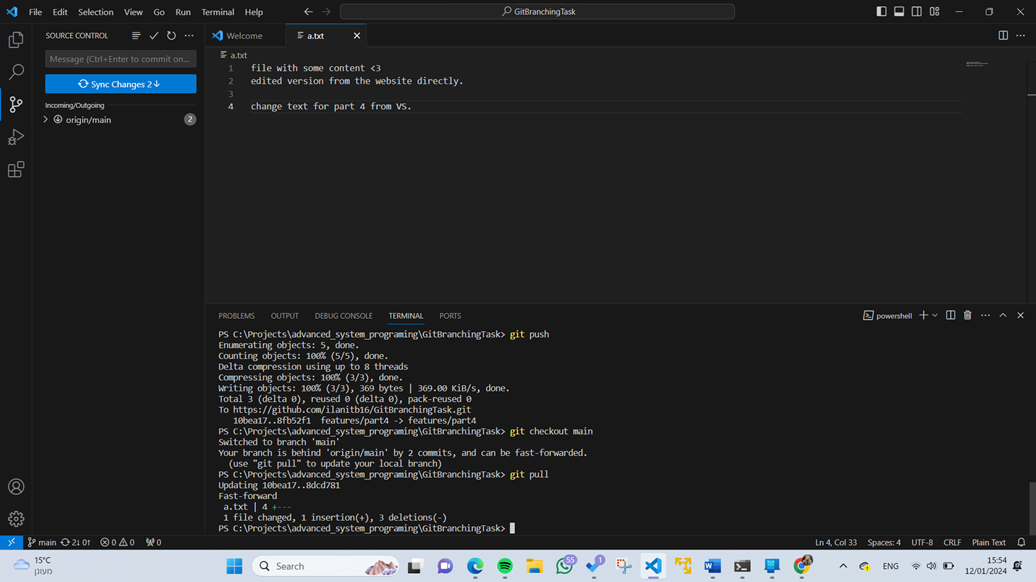 File Edit Selection View Go Run Terminal Help
GitBranchingTask
SOURCE CONTROL
Welcome
a.txt
Message (Ctrl+Enter to commit on...
Sync Changes 2↓
Incoming/Outgoing
origin/main
2
a.txt
1 file with some content <3
2 edited version from the website directly.
3
4 change text for part 4 from VS.
PROBLEMS OUTPUT DEBUG CONSOLE TERMINAL PORTS
powershell
PS C:\Projects\advanced_system_programing\GitBranchingTask> git push
Enumerating objects: 5, done.
Counting objects: 100% (5/5), done.
Delta compression using up to 8 threads
Compressing objects: 100% (3/3), done.
Writing objects: 100% (3/3), 369 bytes | 369.00 KiB/s, done.
Total 3 (delta 0), reused 0 (delta 0), pack-reused 0
To https://github.com/ilanitb16/GitBranchingTask.git
10bea17..8fb52f1 features/part4 -> features/part4
PS C:\Projects\advanced_system_programing\GitBranchingTask> git checkout main
Switched to branch 'main'
Your branch is behind 'origin/main' by 2 commits, and can be fast-forwarded.
(use "git pull" to update your local branch)
PS C:\Projects\advanced_system_programing\GitBranchingTask> git pull
Updating 10bea17..8dcd781
Fast-forward
a.txt | 4 +---
1 file changed, 1 insertion(+), 3 deletions(-)
PS C:\Projects\advanced_system_programing\GitBranchingTask>
main 2↓ 0↑ 0 0 0
Ln 4, Col 33 Spaces: 4 UTF-8 CRLF Plain Text
15°C
מעונן
Search
55
1
ENG
15:54
12/01/2024